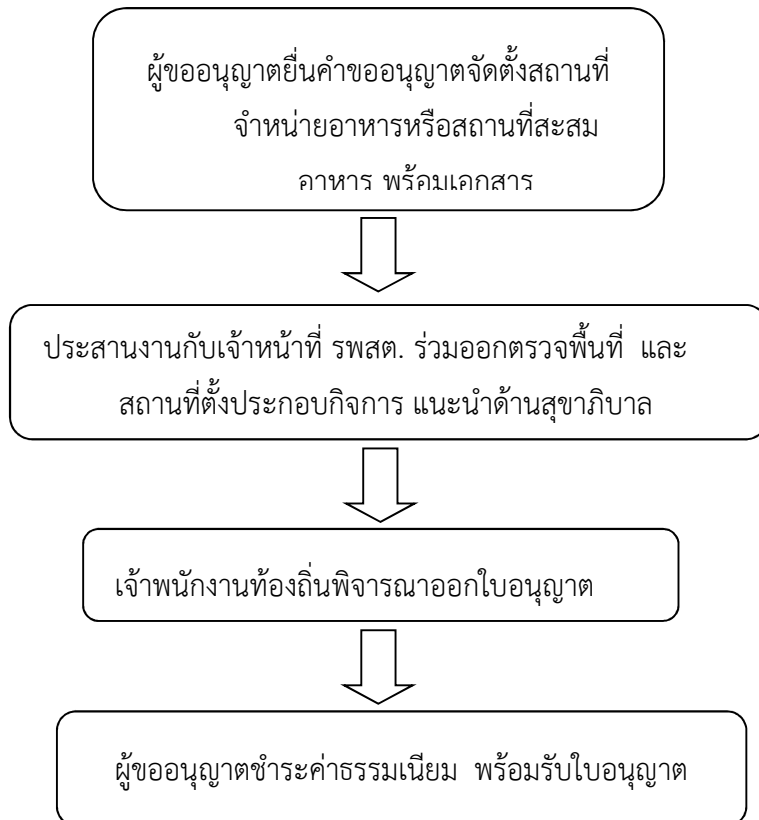 ผู้ขออนุญาตยื่นคำขออนุญาตจัดตั้งสถานที่
จำหน่ายอาหารหรือสถานที่สะสม
อาหาร พร้อมเอกสาร
ประสานงานกับเจ้าหน้าที่ รพสต. ร่วมออกตรวจพื้นที่ และ
สถานที่ตั้งประกอบกิจการ แนะนำด้านสุขาภิบาล
เจ้าพนักงานท้องถิ่นพิจารณาออกใบอนุญาต
ผู้ขออนุญาตชำระค่าธรรมเนียม พร้อมรับใบอนุญาต